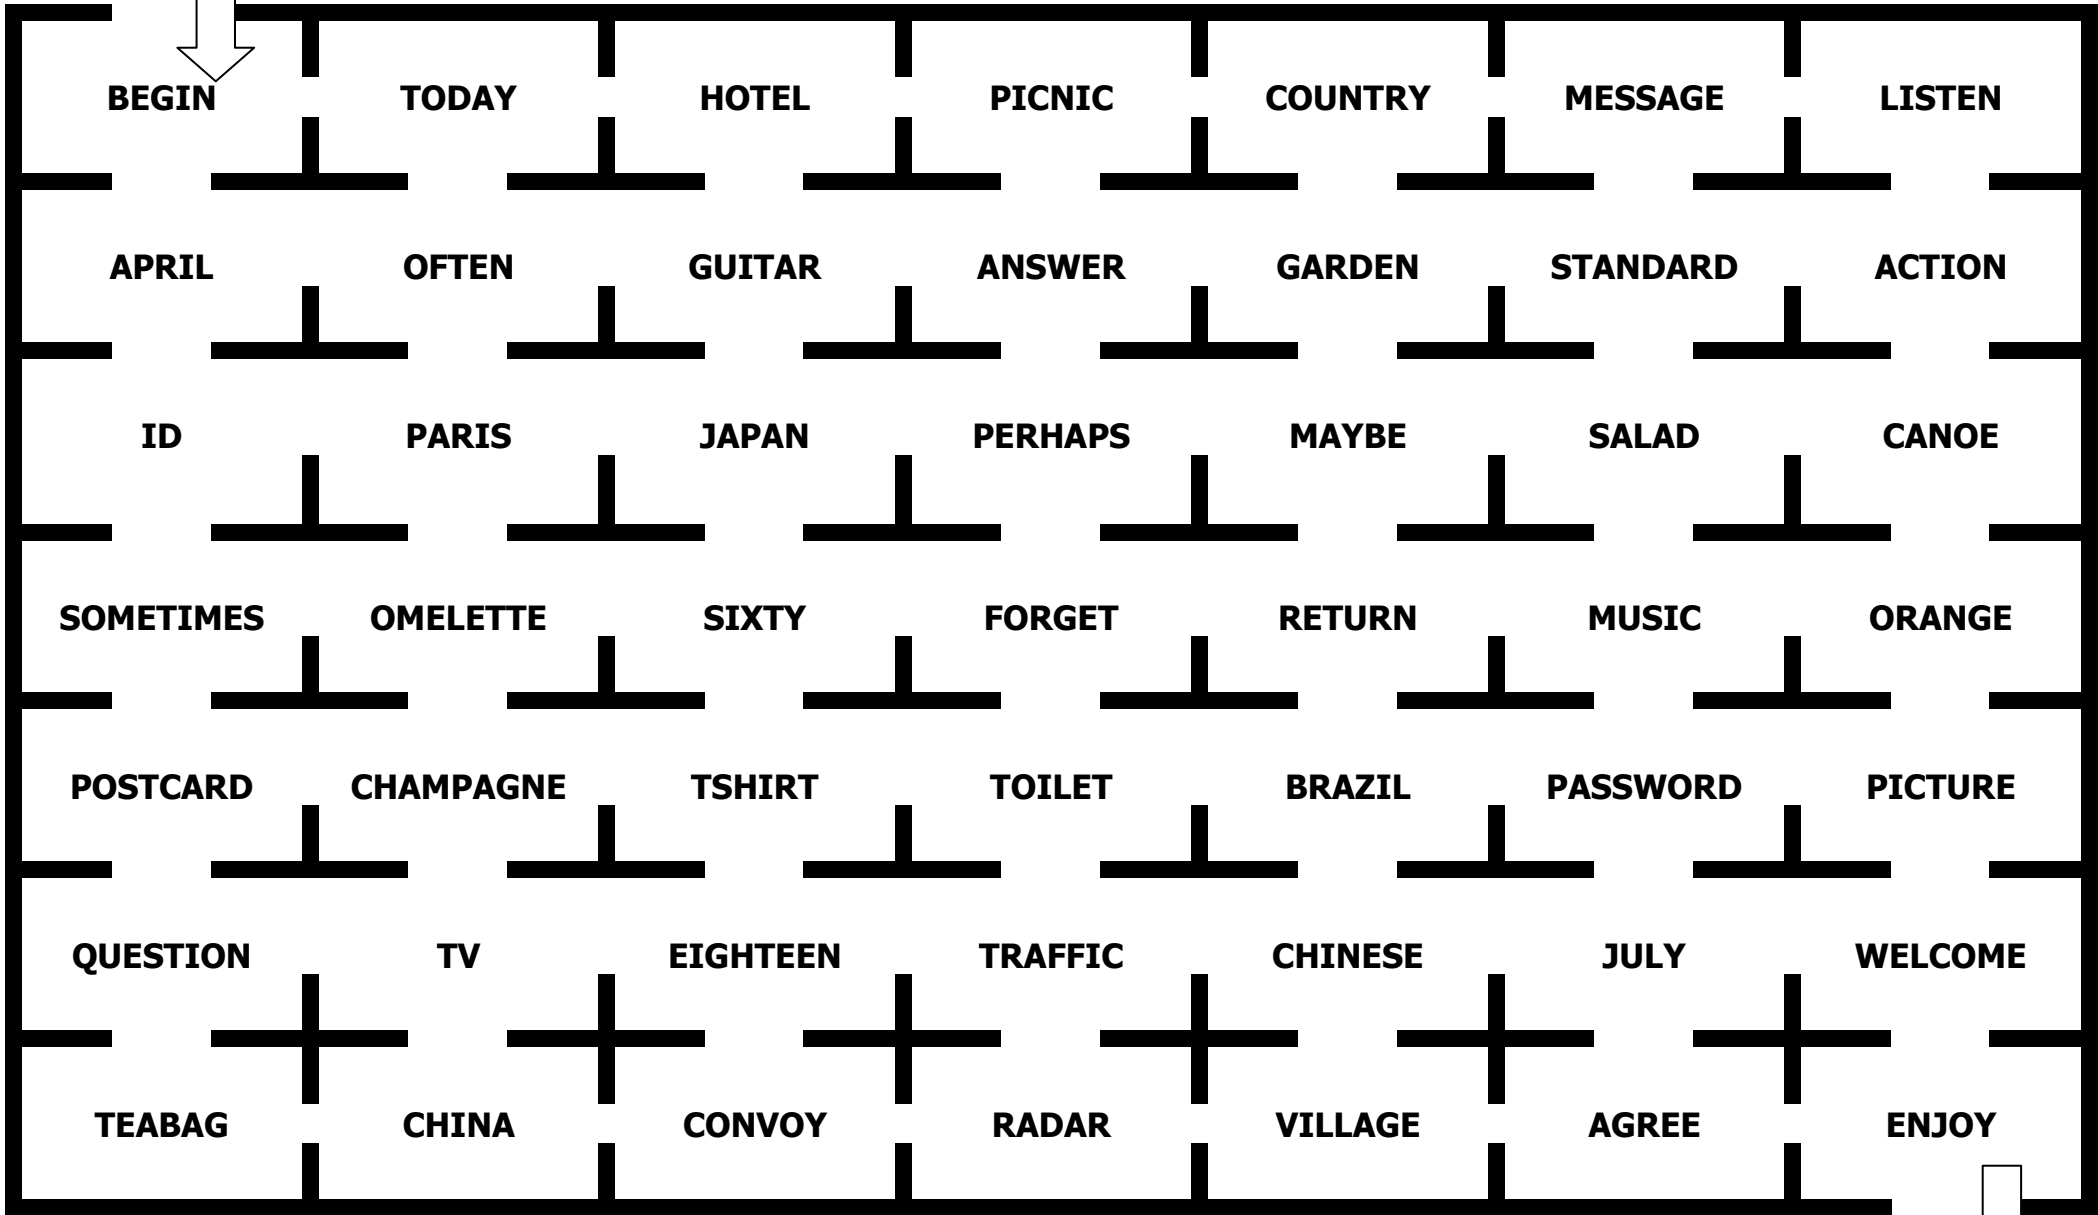 BEGIN TODAY HOTEL PICNIC COUNTRY MESSAGE LISTEN
APRIL OFTEN GUITAR ANSWER GARDEN STANDARD ACTION
ID PARIS JAPAN PERHAPS MAYBE SALAD CANOE
SOMETIMES OMELETTE SIXTY FORGET RETURN MUSIC ORANGE
POSTCARD CHAMPAGNE TSHIRT TOILET BRAZIL PASSWORD PICTURE
QUESTION TV EIGHTEEN TRAFFIC CHINESE JULY WELCOME
TEABAG CHINA CONVOY RADAR VILLAGE AGREE ENJOY